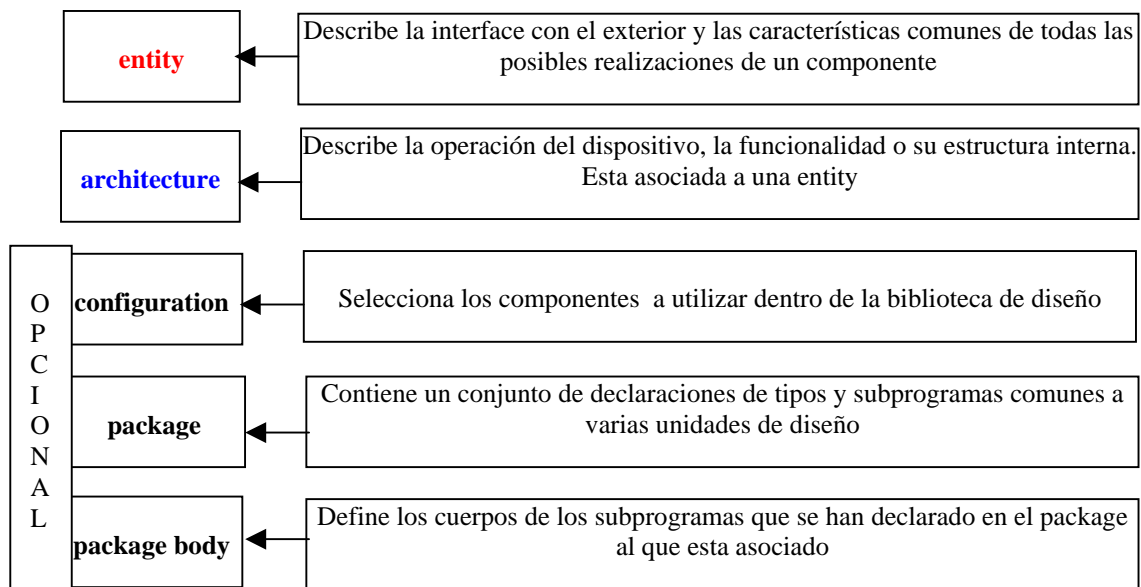 entity
Describe la interface con el exterior y las características comunes de todas las
posibles realizaciones de un componente
architecture
Describe la operación del dispositivo, la funcionalidad o su estructura interna.
Esta asociada a una entity
O
P
C
I
O
N
A
L
configuration
Selecciona los componentes a utilizar dentro de la biblioteca de diseño
package
Contiene un conjunto de declaraciones de tipos y subprogramas comunes a
varias unidades de diseño
package body
Define los cuerpos de los subprogramas que se han declarado en el package
al que esta asociado